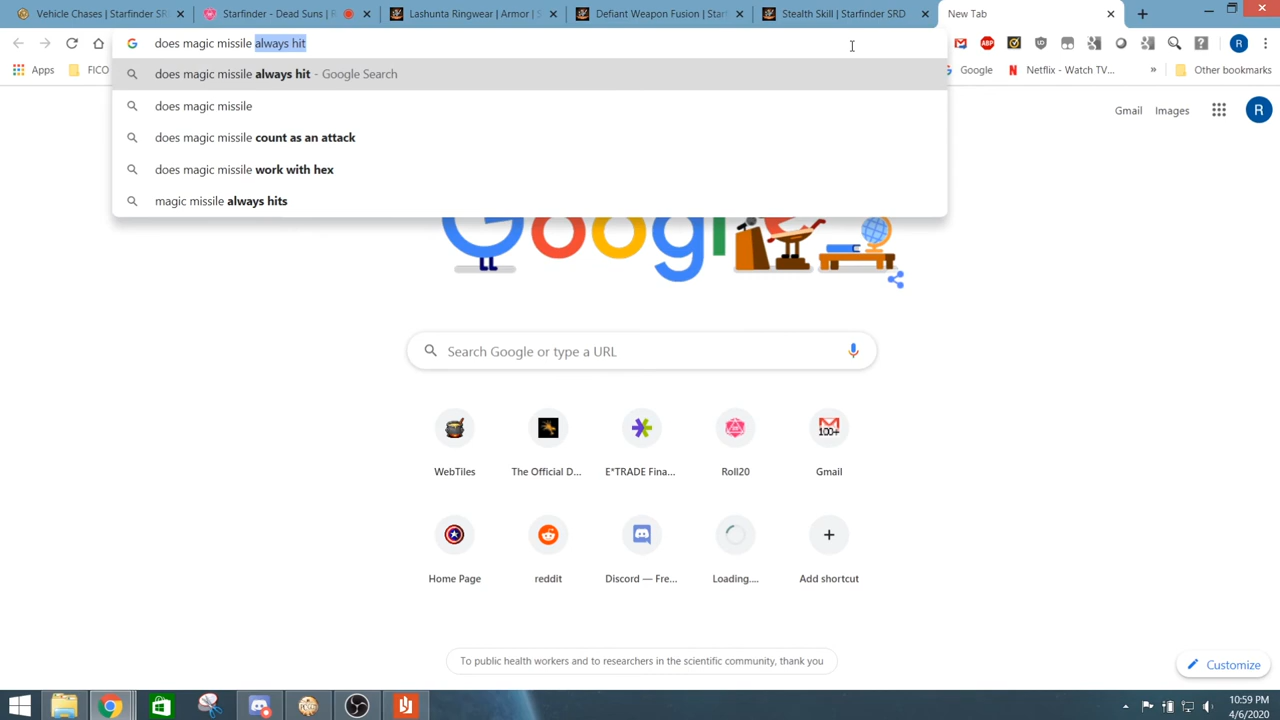 Vehicle Chases | Starfinder SR
Starfinder - Dead Suns | R
Lashunta Ringwear | Armor | S
Defiant Weapon Fusion | Star
Stealth Skill | Starfinder SRD
New Tab
does magic missile always hit
Apps
FICO
Google
Netflix - Watch TV...
»
Other bookmarks
does magic missile always hit - Google Search
does magic missile
does magic missile count as an attack
does magic missile work with hex
magic missile always hits
Gmail
Images
R
R
Google
Search Google or type a URL
WebTiles
The Official D...
E*TRADE Fina...
Roll20
100+
Gmail
Home Page
reddit
Discord — Fre...
Loading....
Add shortcut
To public health workers and to researchers in the scientific community, thank you
Customize
10:59 PM
4/6/2020